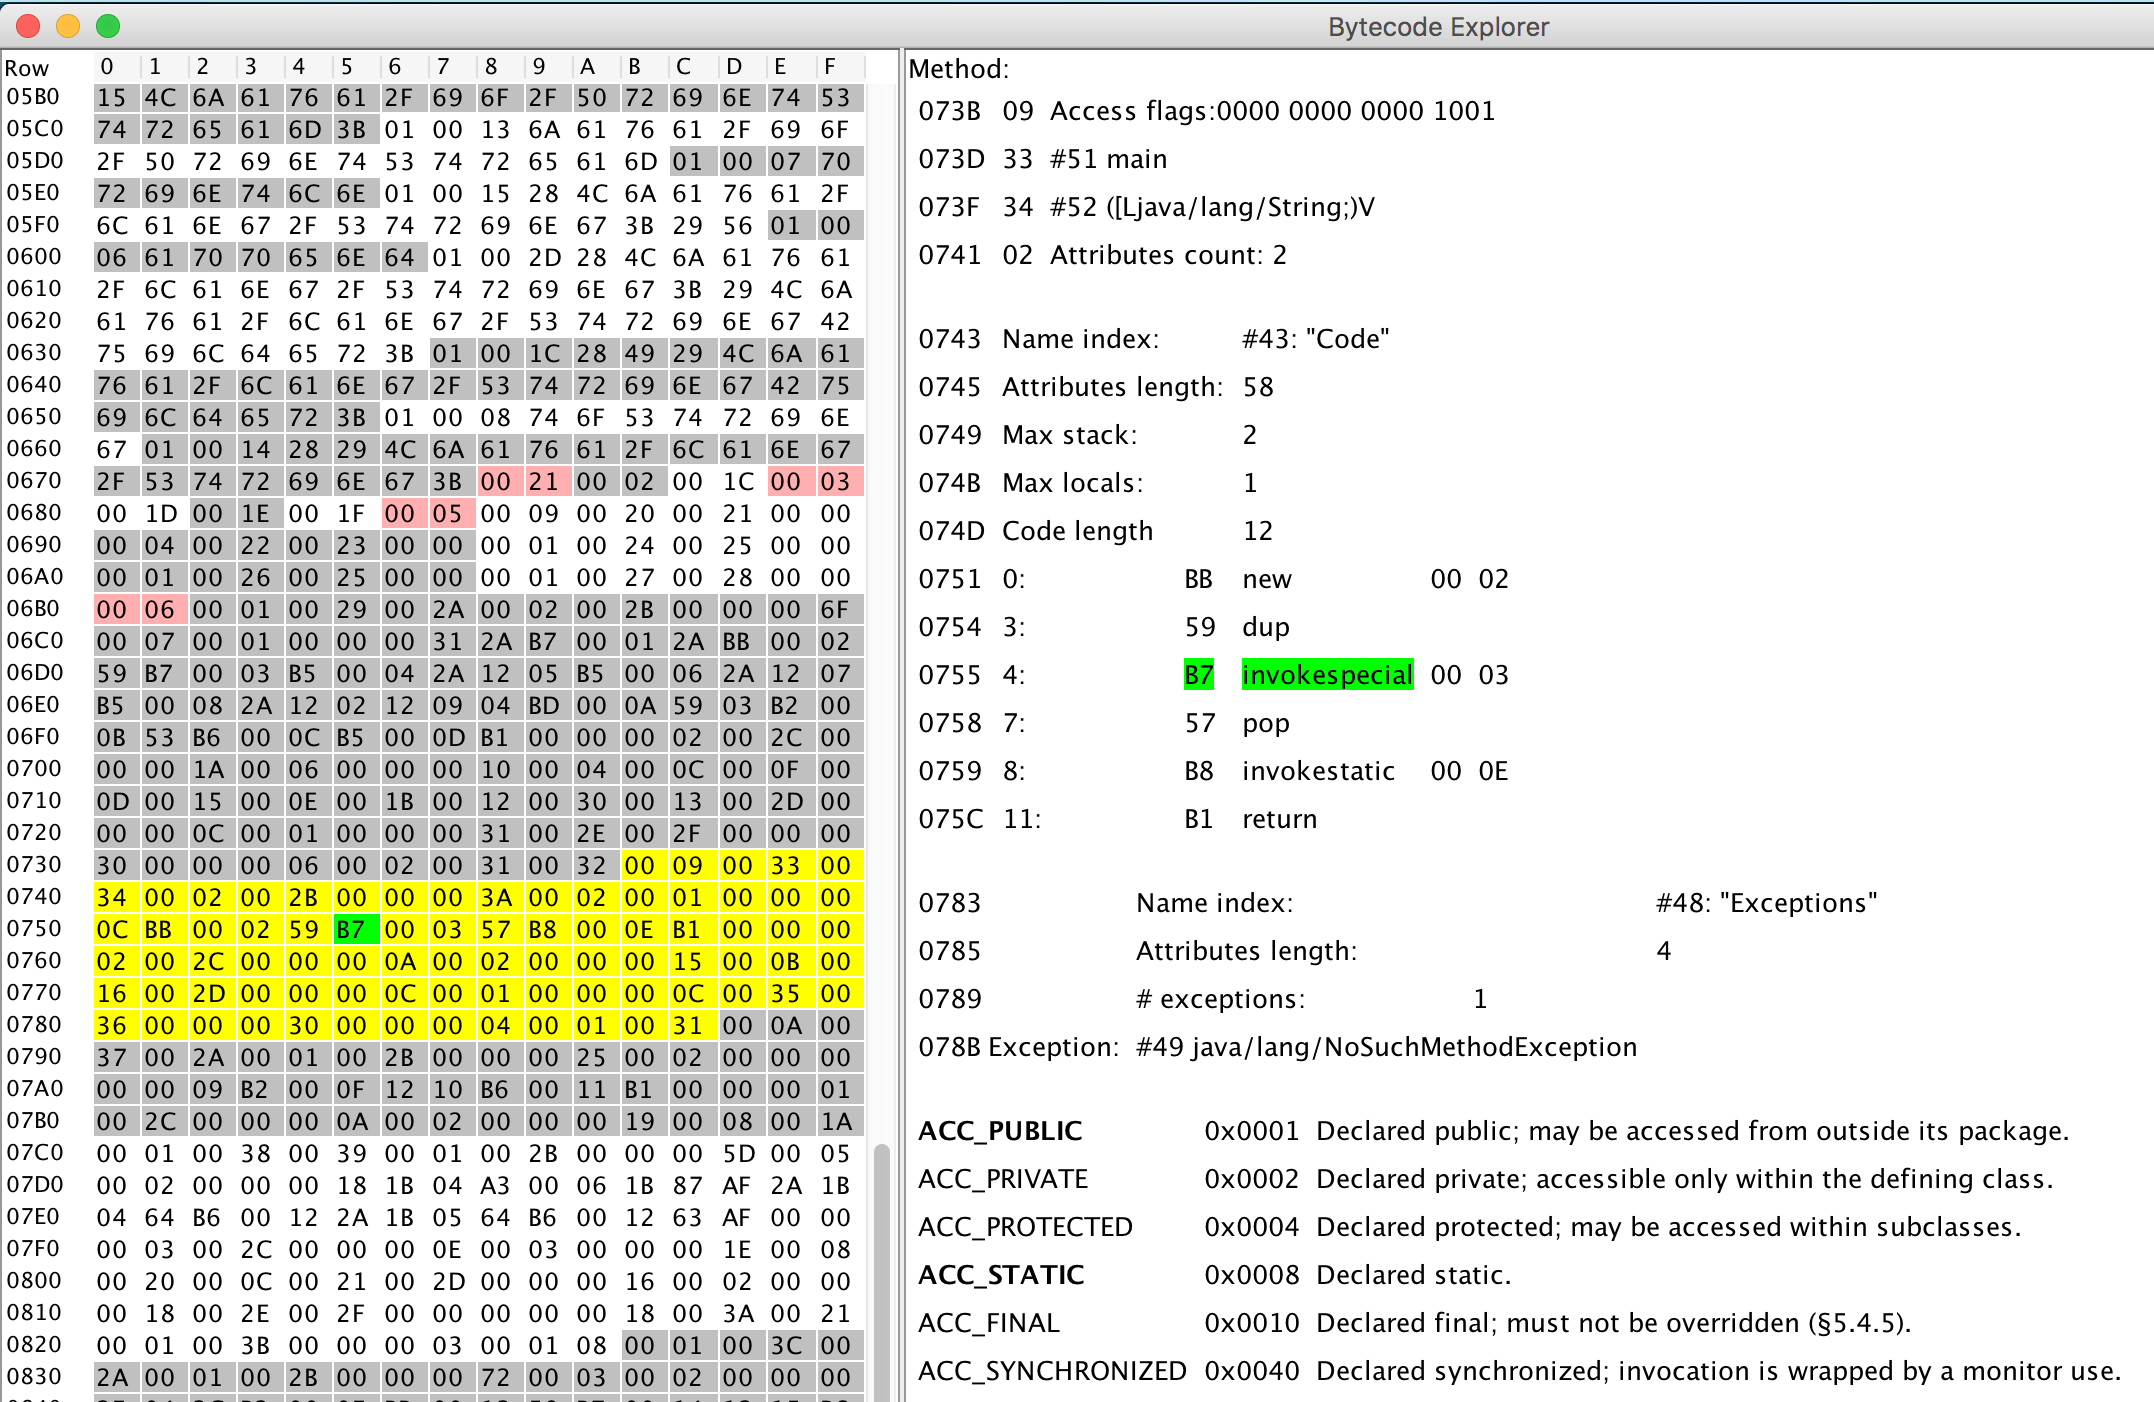 Bytecode Explorer
Row 0 1 2 3 4 5 6 7 8 9 A B C D E F
05B0 15 4C 6A 61 76 61 2F 69 6F 2F 50 72 69 6E 74 53
05C0 74 72 65 61 6D 3B 01 00 13 6A 61 76 61 2F 69 6F
05D0 2F 50 72 69 6E 74 53 74 72 65 61 6D 01 00 07 70
05E0 72 69 6E 74 6C 6E 01 00 15 28 4C 6A 61 76 61 2F
05F0 6C 61 6E 67 2F 53 74 72 69 6E 67 3B 29 56 01 00
0600 06 61 70 70 65 6E 64 01 00 2D 28 4C 6A 61 76 61
0610 2F 6C 61 6E 67 2F 53 74 72 69 6E 67 3B 29 4C 6A
0620 61 76 61 2F 6C 61 6E 67 2F 53 74 72 69 6E 67 42
0630 75 69 6C 64 65 72 3B 01 00 1C 28 49 29 4C 6A 61
0640 76 61 2F 6C 61 6E 67 2F 53 74 72 69 6E 67 42 75
0650 69 6C 64 65 72 3B 01 00 08 74 6F 53 74 72 69 6E
0660 67 01 00 14 28 29 4C 6A 61 76 61 2F 6C 61 6E 67
0670 2F 53 74 72 69 6E 67 3B 00 21 00 02 00 1C 00 03
0680 00 1D 00 1E 00 1F 00 05 00 09 00 20 00 21 00 00
0690 00 04 00 22 00 23 00 00 00 01 00 24 00 25 00 00
06A0 00 01 00 26 00 25 00 00 00 01 00 27 00 28 00 00
06B0 00 06 00 01 00 29 00 2A 00 02 00 2B 00 00 00 6F
06C0 00 07 00 01 00 00 00 31 2A B7 00 01 2A BB 00 02
06D0 59 B7 00 03 B5 00 04 2A 12 05 B5 00 06 2A 12 07
06E0 B5 00 08 2A 12 02 12 09 04 BD 00 0A 59 03 B2 00
06F0 0B 53 B6 00 0C B5 00 0D B1 00 00 00 02 00 2C 00
0700 00 00 1A 00 06 00 00 00 10 00 04 00 0C 00 0F 00
0710 0D 00 15 00 0E 00 1B 00 12 00 30 00 13 00 2D 00
0720 00 00 0C 00 01 00 00 00 31 00 2E 00 2F 00 00 00
0730 30 00 00 00 06 00 02 00 31 00 32 00 09 00 33 00
0740 34 00 02 00 2B 00 00 00 3A 00 02 00 01 00 00 00
0750 0C BB 00 02 59 B7 00 03 57 B8 00 0E B1 00 00 00
0760 02 00 2C 00 00 00 0A 00 02 00 00 00 15 00 0B 00
0770 16 00 2D 00 00 00 0C 00 01 00 00 00 0C 00 35 00
0780 36 00 00 00 30 00 00 00 04 00 01 00 31 00 0A 00
0790 37 00 2A 00 01 00 2B 00 00 00 25 00 02 00 00 00
07A0 00 00 09 B2 00 0F 12 10 B6 00 11 B1 00 00 00 01
07B0 00 2C 00 00 00 0A 00 02 00 00 00 19 00 08 00 1A
07C0 00 01 00 38 00 39 00 01 00 2B 00 00 00 5D 00 05
07D0 00 02 00 00 00 18 1B 04 A3 00 06 1B 87 AF 2A 1B
07E0 04 64 B6 00 12 2A 1B 05 64 B6 00 12 63 AF 00 00
07F0 00 03 00 2C 00 00 00 0E 00 03 00 00 00 1E 00 08
0800 00 20 00 0C 00 21 00 2D 00 00 00 16 00 02 00 00
0810 00 18 00 2E 00 2F 00 00 00 00 00 18 00 3A 00 21
0820 00 01 00 3B 00 00 00 03 00 01 08 00 01 00 3C 00
0830 2A 00 01 00 2B 00 00 00 72 00 03 00 02 00 00 00
Method:
073B 09 Access flags:0000 0000 0000 1001
073D 33 #51 main
073F 34 #52 ([Ljava/lang/String;)V
0741 02 Attributes count: 2
0743 Name index: #43: "Code"
0745 Attributes length: 58
0749 Max stack: 2
074B Max locals: 1
074D Code length 12
0751 0: BB new 00 02
0754 3: 59 dup
0755 4: B7 invokespecial 00 03
0758 7: 57 pop
0759 8: B8 invokestatic 00 0E
075C 11: B1 return
0783 Name index: #48: "Exceptions"
0785 Attributes length: 4
0789 # exceptions: 1
078B Exception: #49 java/lang/NoSuchMethodException
ACC_PUBLIC 0x0001 Declared public; may be accessed from outside its package.
ACC_PRIVATE 0x0002 Declared private; accessible only within the defining class.
ACC_PROTECTED 0x0004 Declared protected; may be accessed within subclasses.
ACC_STATIC 0x0008 Declared static.
ACC_FINAL 0x0010 Declared final; must not be overridden (§5.4.5).
ACC_SYNCHRONIZED 0x0040 Declared synchronized; invocation is wrapped by a monitor use.